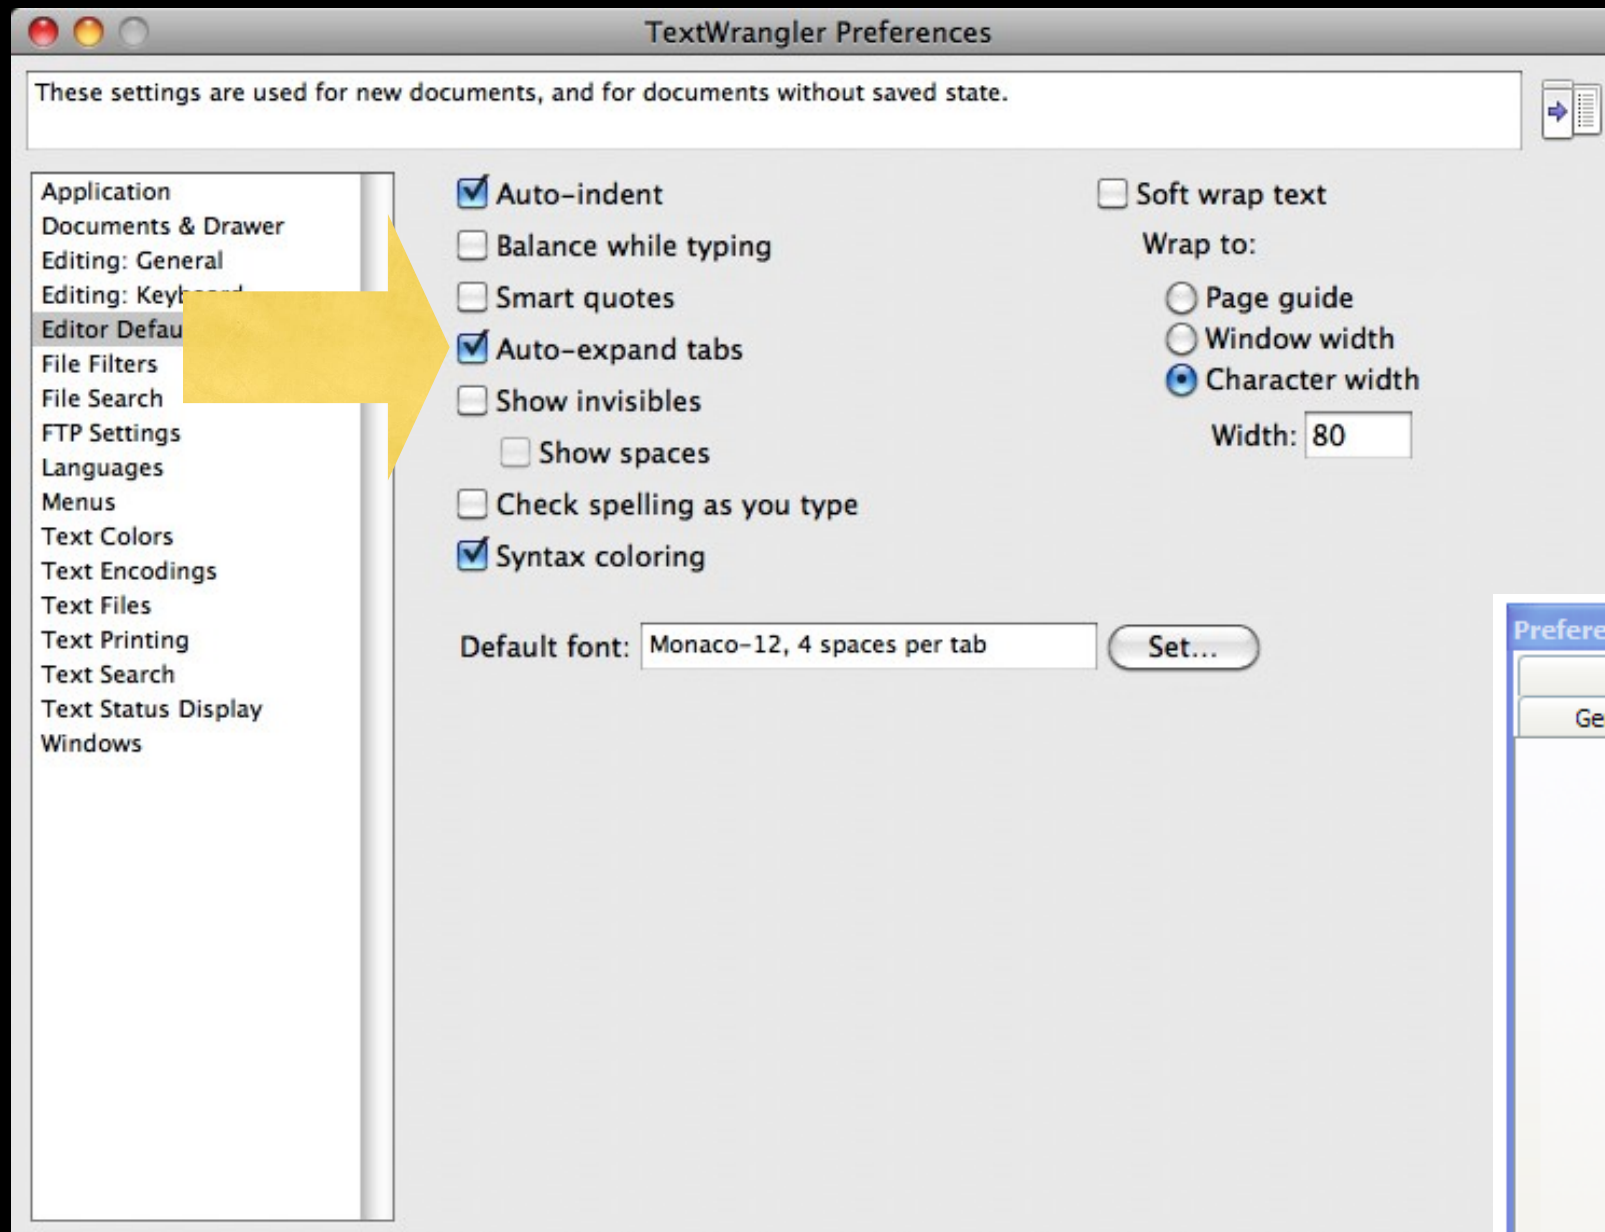 TextWrangler Preferences
These settings are used for new documents, and for documents without saved state.
Application
Documents & Drawer
Editing: General
Editing:
Editor
File Filters
File Search
FTP Settings
Languages
Menus
Text Colors
Text Encodings
Text Files
Text Printing
Text Search
Text Status Display
Windows
Auto-indent
Balance while typing
Smart quotes
Auto-expand tabs
Show invisibles
Show spaces
Check spelling as you type
Syntax coloring
Default font: Monaco-12, 4 spaces per tab Set...
Soft wrap text
Wrap to:
Page guide
Window width
Character width
Width: 80